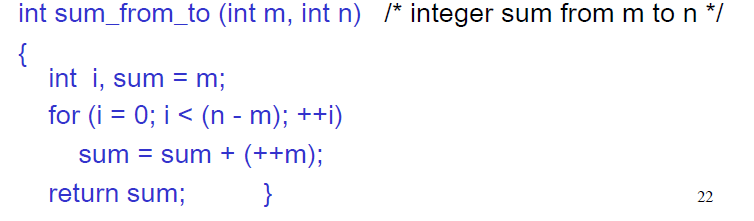 int sum_from_to (int m, int n) /* integer sum from m to n */
{
int i, sum = m;
for (i = 0; i < (n - m); ++i)
sum = sum + (++m);
return sum; }
22